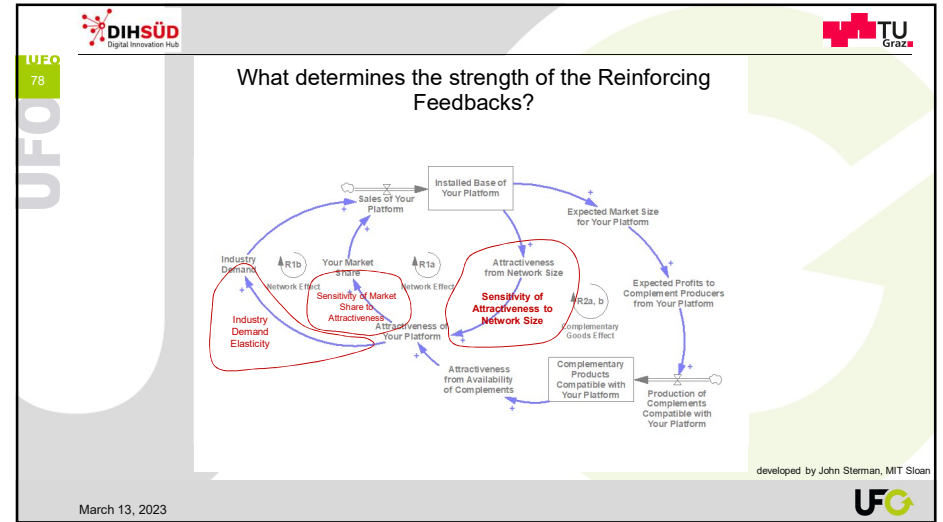 DIHSÜD
Digital Innovation Hub
TU
Graz
UFO
78
UFO
What determines the strength of the Reinforcing
Feedbacks?
Installed Base of
Your Platform
Sales of Your
Platform
Expected Market Size
for Your Platform
Industry
Demand
R1b
Network Effect
Your Market
Share
R1a
Network Effect
Attractiveness
from Network Size
Expected Profits to
Complement Producers
from Your Platform
Sensitivity of Market
Share to
Attractiveness
Sensitivity of
Attractiveness to
Network Size
R2a, b
Complementary
Goods Effect
Industry
Demand
Elasticity
Attractiveness of
Your Platform
Attractiveness
from Availability
of Complements
Complementary
Products
Compatible with
Your Platform
Production of
Complements
Compatible with
Your Platform
+
+
+
+
+
+
+
+
+
+
+
developed by John Sterman, MIT Sloan
March 13, 2023
UFO